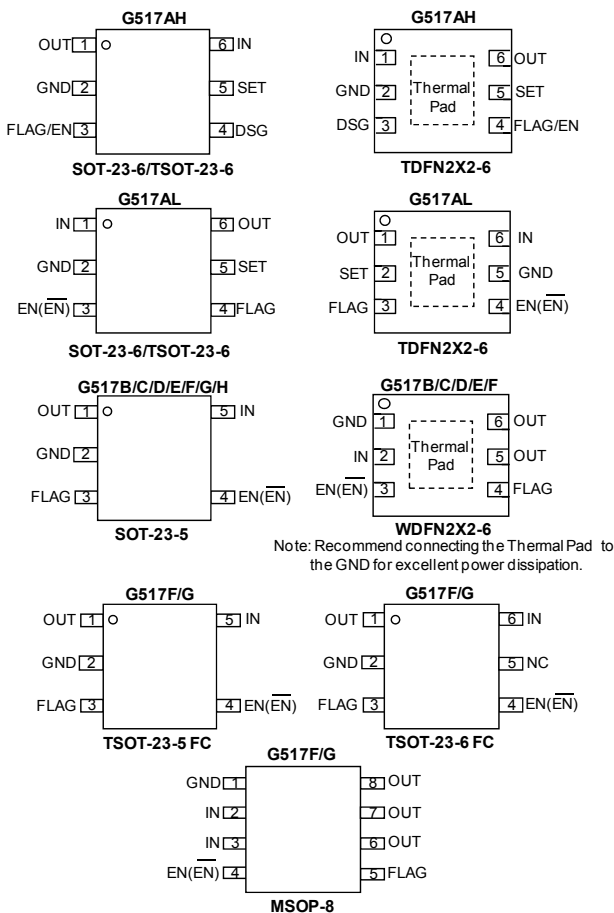 G517AH
OUT 1 6 IN
GND 2 5 SET
FLAG/EN 3 4 DSG
SOT-23-6/TSOT-23-6
G517AH
IN 1 6 OUT
GND 2 Thermal Pad 5 SET
DSG 3 4 FLAG/EN
TDFN2X2-6
G517AL
IN 1 6 OUT
GND 2 5 SET
EN(E̅N̅) 3 4 FLAG
SOT-23-6/TSOT-23-6
G517AL
OUT 1 6 IN
SET 2 Thermal Pad 5 GND
FLAG 3 4 EN(E̅N̅)
TDFN2X2-6
G517B/C/D/E/F/G/H
OUT 1 5 IN
GND 2
FLAG 3 4 EN(E̅N̅)
SOT-23-5
G517B/C/D/E/F
GND 1 6 OUT
IN 2 Thermal Pad 5 OUT
EN(E̅N̅) 3 4 FLAG
WDFN2X2-6
Note: Recommend connecting the Thermal Pad to
the GND for excellent power dissipation.
G517F/G
OUT 1 5 IN
GND 2
FLAG 3 4 EN(E̅N̅)
TSOT-23-5 FC
G517F/G
OUT 1 6 IN
GND 2 5 NC
FLAG 3 4 EN(E̅N̅)
TSOT-23-6 FC
G517F/G
GND 1 8 OUT
IN 2 7 OUT
IN 3 6 OUT
EN(E̅N̅) 4 5 FLAG
MSOP-8